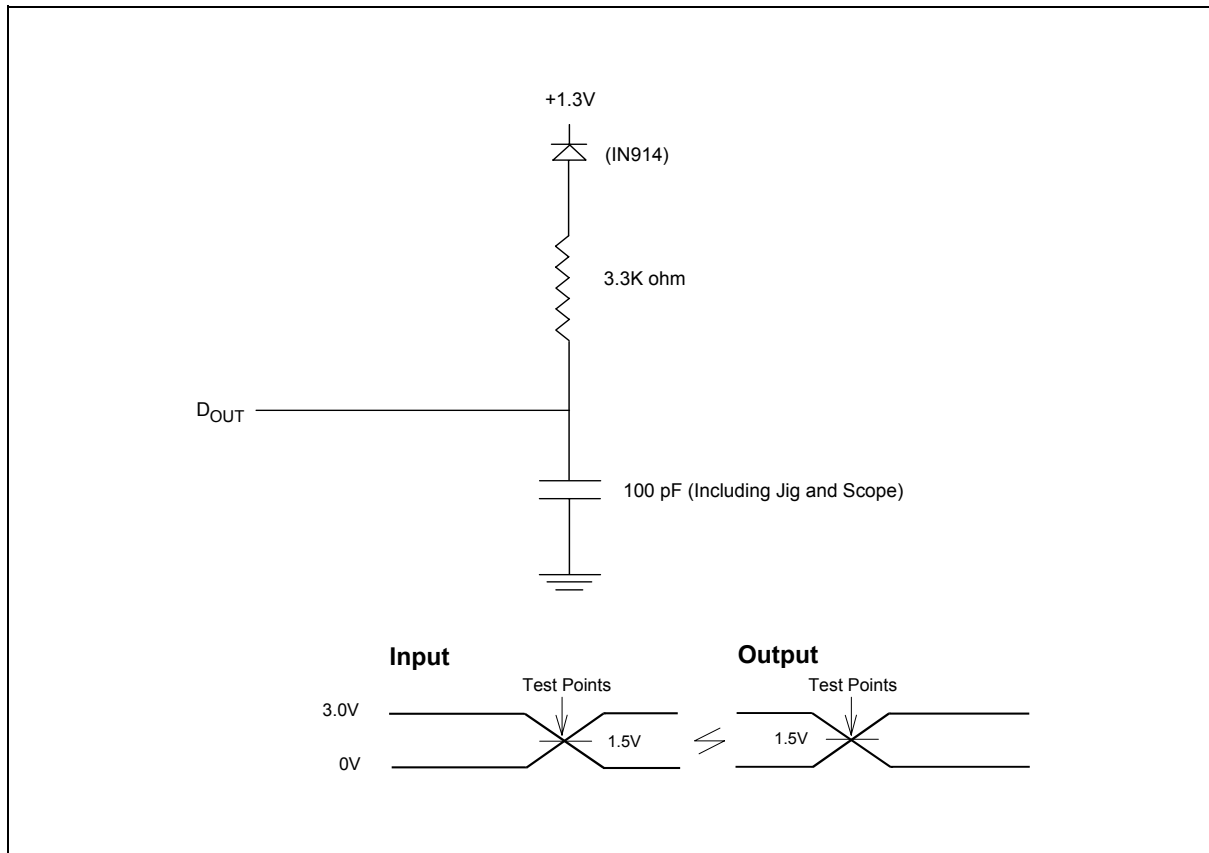 +1.3V
(IN914)
3.3K ohm
DOUT
100 pF (Including Jig and Scope)
Input
Output
Test Points
Test Points
3.0V
1.5V
1.5V
0V